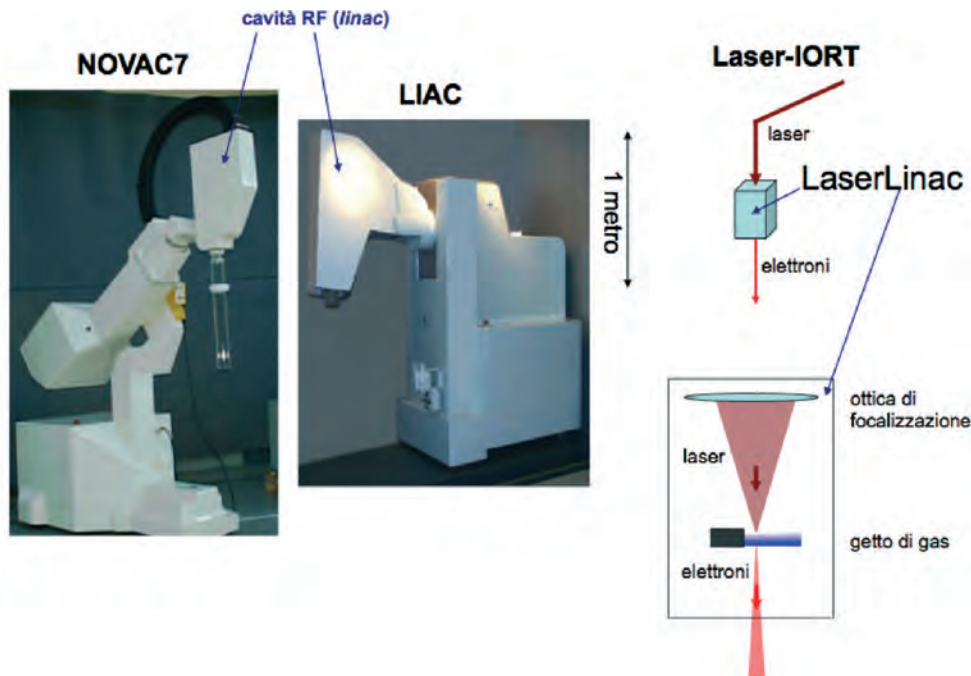 cavità RF (linac)
NOVAC7
LIAC
Laser-IORT
1 metro
laser
LaserLinac
elettroni
ottica di
focalizzazione
laser
getto di gas
elettroni